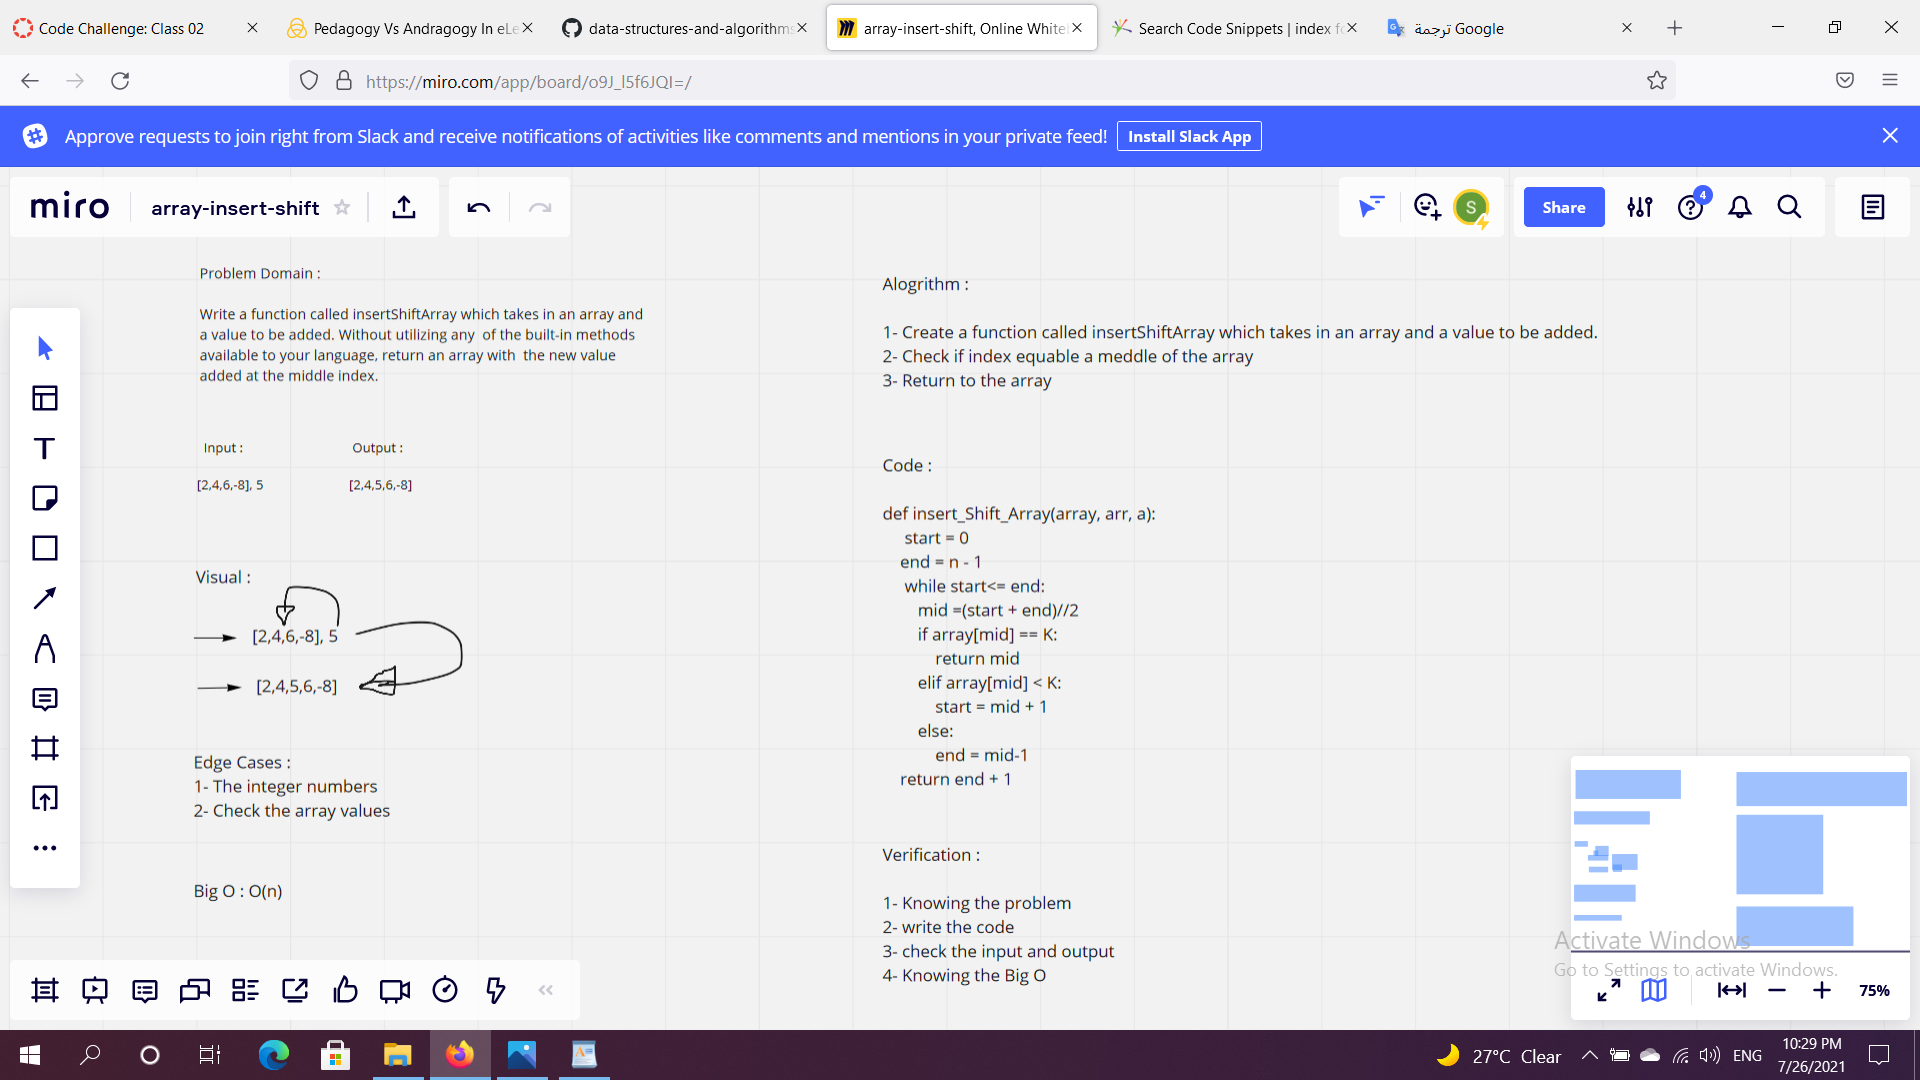 Code Challenge: Class 02
Pedagogy Vs Andragogy In eLe
data-structures-and-algorithms
array-insert-shift, Online Whitel
Search Code Snippets | index fo
ترجمة Google
https://miro.com/app/board/o9J_l5f6JQI=/
Approve requests to join right from Slack and receive notifications of activities like comments and mentions in your private feed!
Install Slack App
miro
array-insert-shift
S
Share
4
Problem Domain :
Write a function called insertShiftArray which takes in an array and
a value to be added. Without utilizing any of the built-in methods
available to your language, return an array with the new value
added at the middle index.
Input :
Output :
[2,4,6,-8], 5
[2,4,5,6,-8]
Visual :
[2,4,6,-8], 5
[2,4,5,6,-8]
Edge Cases :
1- The integer numbers
2- Check the array values
Big O : O(n)
Alogrithm :
1- Create a function called insertShiftArray which takes in an array and a value to be added.
2- Check if index equable a meddle of the array
3- Return to the array
Code :
def insert_Shift_Array(array, arr, a):
start = 0
end = n - 1
while start<= end:
mid =(start + end)//2
if array[mid] == K:
return mid
elif array[mid] < K:
start = mid + 1
else:
end = mid-1
return end + 1
Verification :
1- Knowing the problem
2- write the code
3- check the input and output
4- Knowing the Big O
Activate Windows
Go to Settings to activate Windows.
75%
27°C Clear
ENG
10:29 PM
7/26/2021